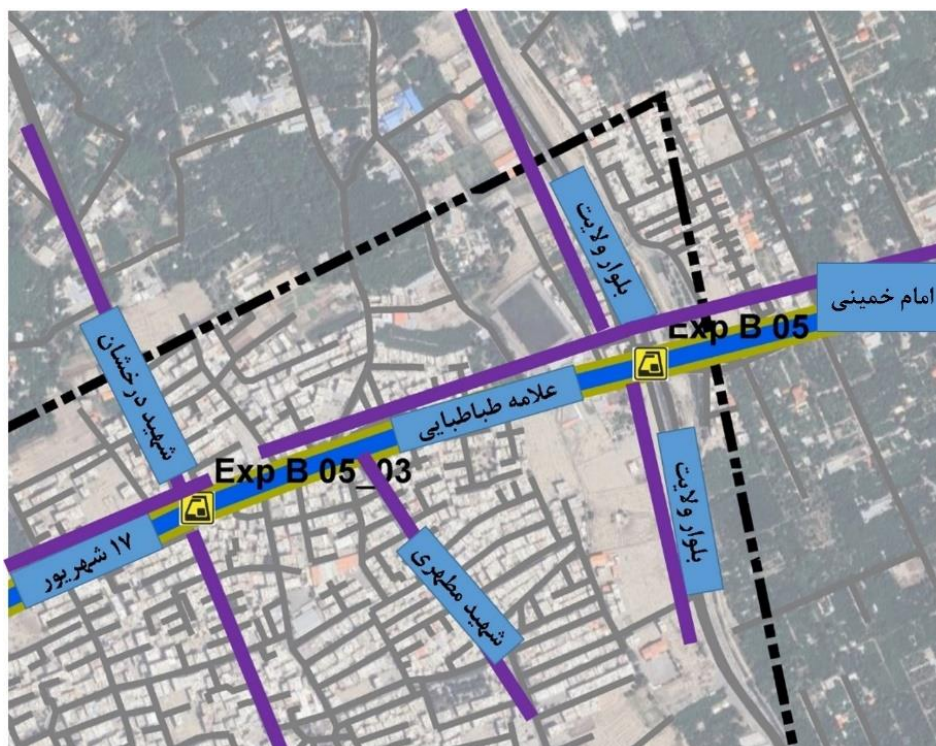 بلوار ولایت
امام خمینی
Exp B 05
شهید درخشان
علامه طباطبایی
Exp B 05_03
بلوار ولایت
۱۷ شهریور
شهید مطهری